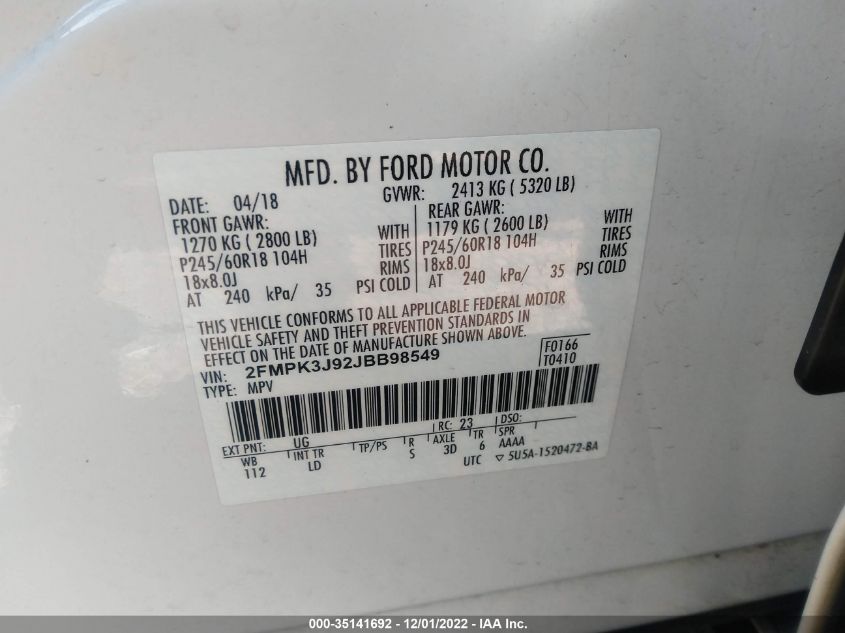 MFD. BY FORD MOTOR CO.
DATE: 04/18
GVWR: 2413 KG ( 5320 LB)
FRONT GAWR:
1270 KG ( 2800 LB)
P245/60R18 104H
18x8.0J
AT 240 kPa/ 35
WITH
TIRES
RIMS
PSI COLD
REAR GAWR:
1179 KG ( 2600 LB)
P245/60R18 104H
18x8.0J
AT 240 kPa/ 35
WITH
TIRES
RIMS
PSI COLD
THIS VEHICLE CONFORMS TO ALL APPLICABLE FEDERAL MOTOR
VEHICLE SAFETY AND THEFT PREVENTION STANDARDS IN
EFFECT ON THE DATE OF MANUFACTURE SHOWN ABOVE.
VIN: 2FMPK3J92JBB98549
TYPE: MPV
F0166
T0410
EXT PNT: UG RC: 23 DSO:
WB INT TR TP/PS R AXLE TR SPR
112 LD S 3D 6 AAAA
UTC ▽ 5U5A-1520472-BA
000-35141692 - 12/01/2022 - IAA Inc.